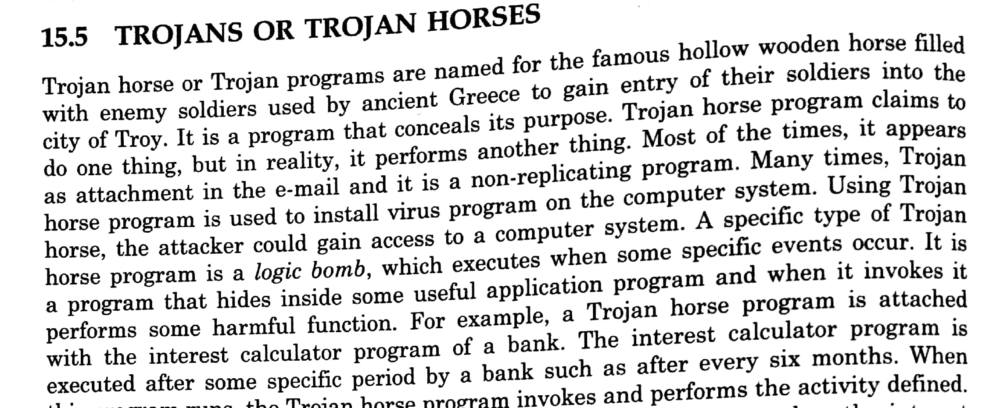 15.5 TROJANS OR TROJAN HORSES
Trojan horse or Trojan programs are named for the famous hollow wooden horse filled
with enemy soldiers used by ancient Greece to gain entry of their soldiers into the
city of Troy. It is a program that conceals its purpose. Trojan horse program claims to
do one thing, but in reality, it performs another thing. Most of the times, it appears
as attachment in the e-mail and it is a non-replicating program. Many times, Trojan
horse program is used to install virus program on the computer system. Using Trojan
horse, the attacker could gain access to a computer system. A specific type of Trojan
horse program is a logic bomb, which executes when some specific events occur. It is
a program that hides inside some useful application program and when it invokes it
performs some harmful function. For example, a Trojan horse program is attached
with the interest calculator program of a bank. The interest calculator program is
executed after some specific period by a bank such as after every six months. When
the Trojan horse program invokes and performs the activity defined.